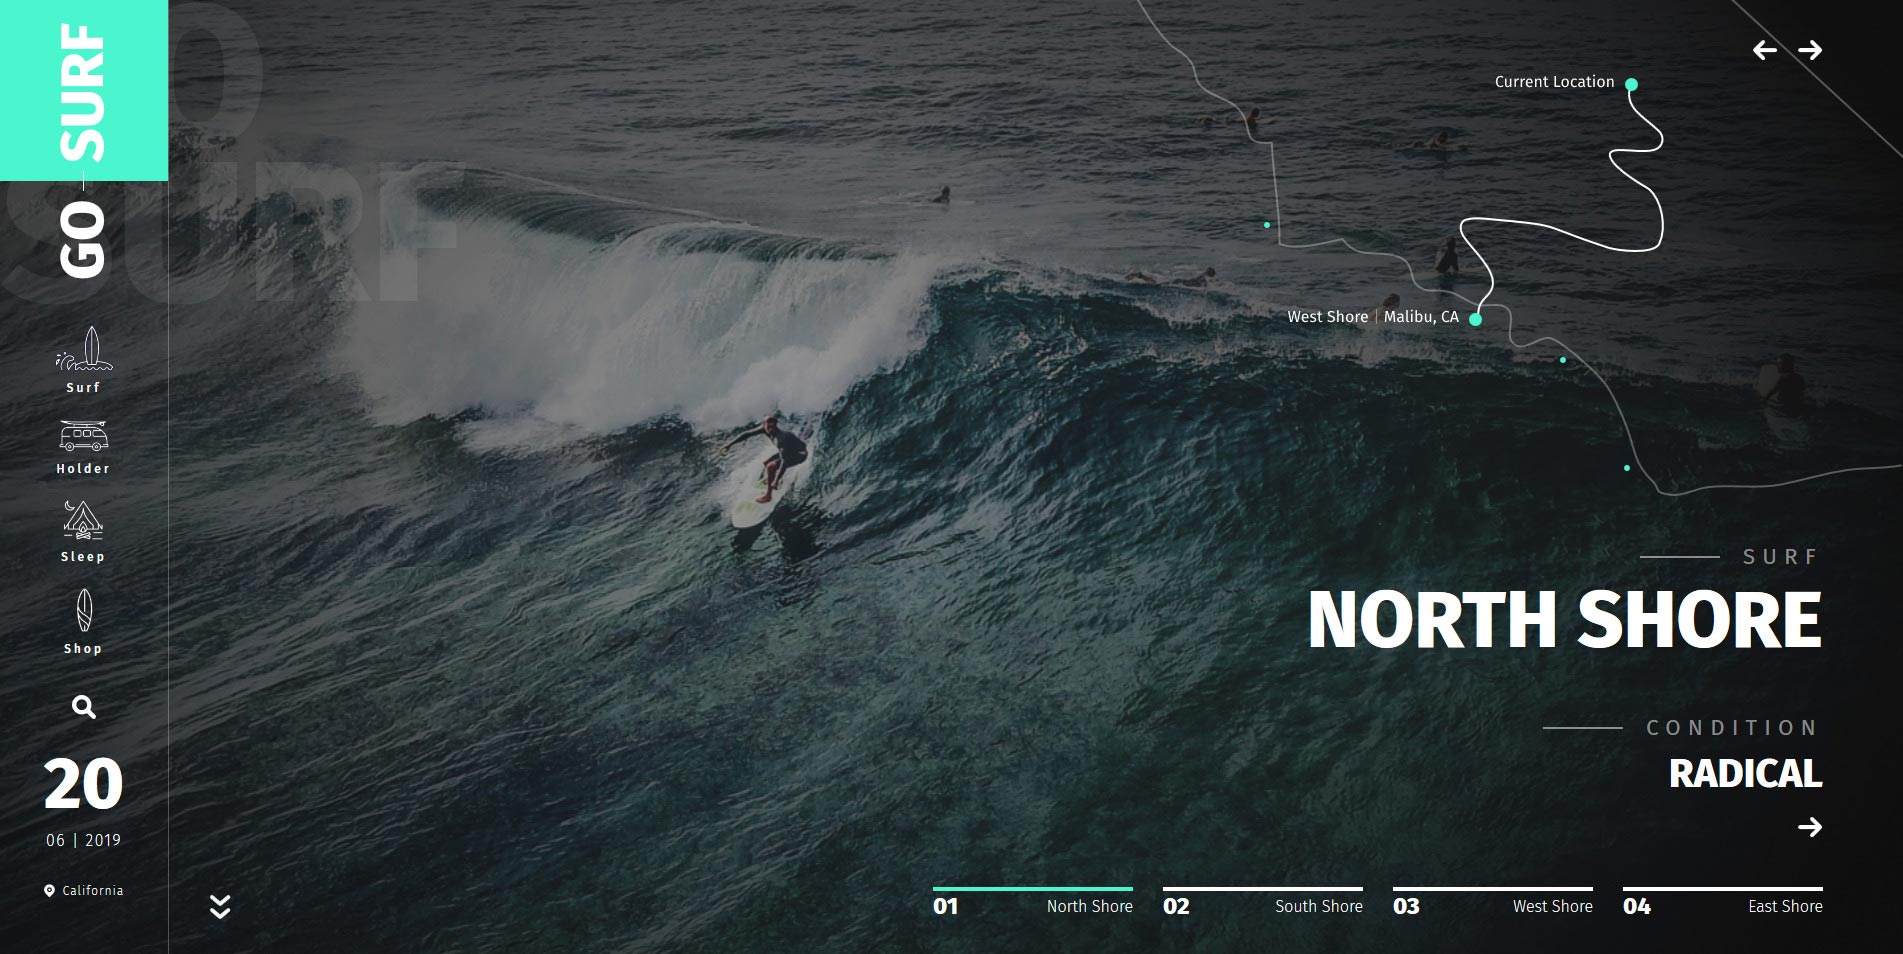 GO — SURF
GO
SURF
Surf
Holder
Sleep
Shop
20
06 | 2019
California
Current Location
West Shore | Malibu, CA
SURF
NORTH SHORE
CONDITION
RADICAL
01 North Shore
02 South Shore
03 West Shore
04 East Shore